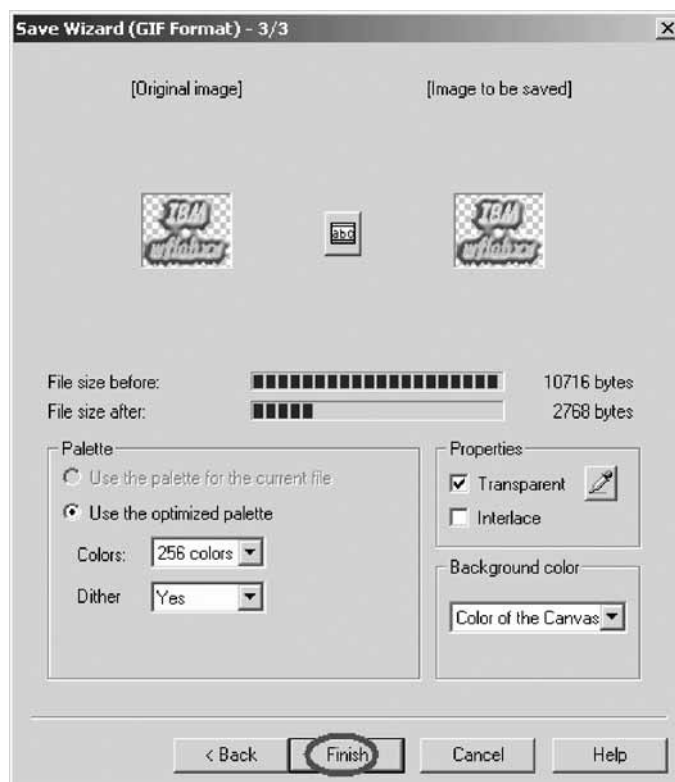 Save Wizard (GIF Format) - 3/3
[Original image] [Image to be saved]
IBM abc IBM
File size before: 10716 bytes
File size after: 2768 bytes
Palette Properties
Use the palette for the current file Transparent
Use the optimized palette Interlace
Colors: 256 colors Background color
Dither Yes Color of the Canvas
< Back Finish Cancel Help